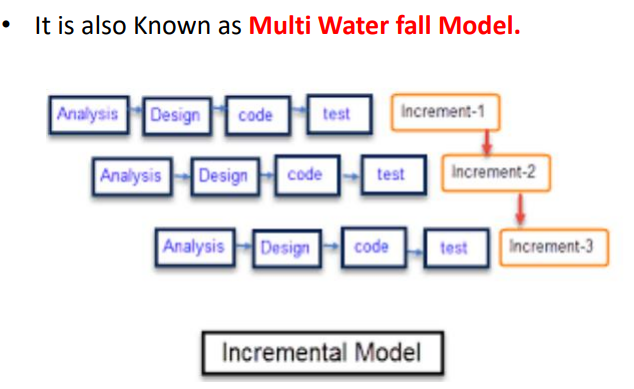 • It is also Known as Multi Water fall Model.
Analysis Design code test Increment-1
Analysis Design code test Increment-2
Analysis Design code test Increment-3
Incremental Model